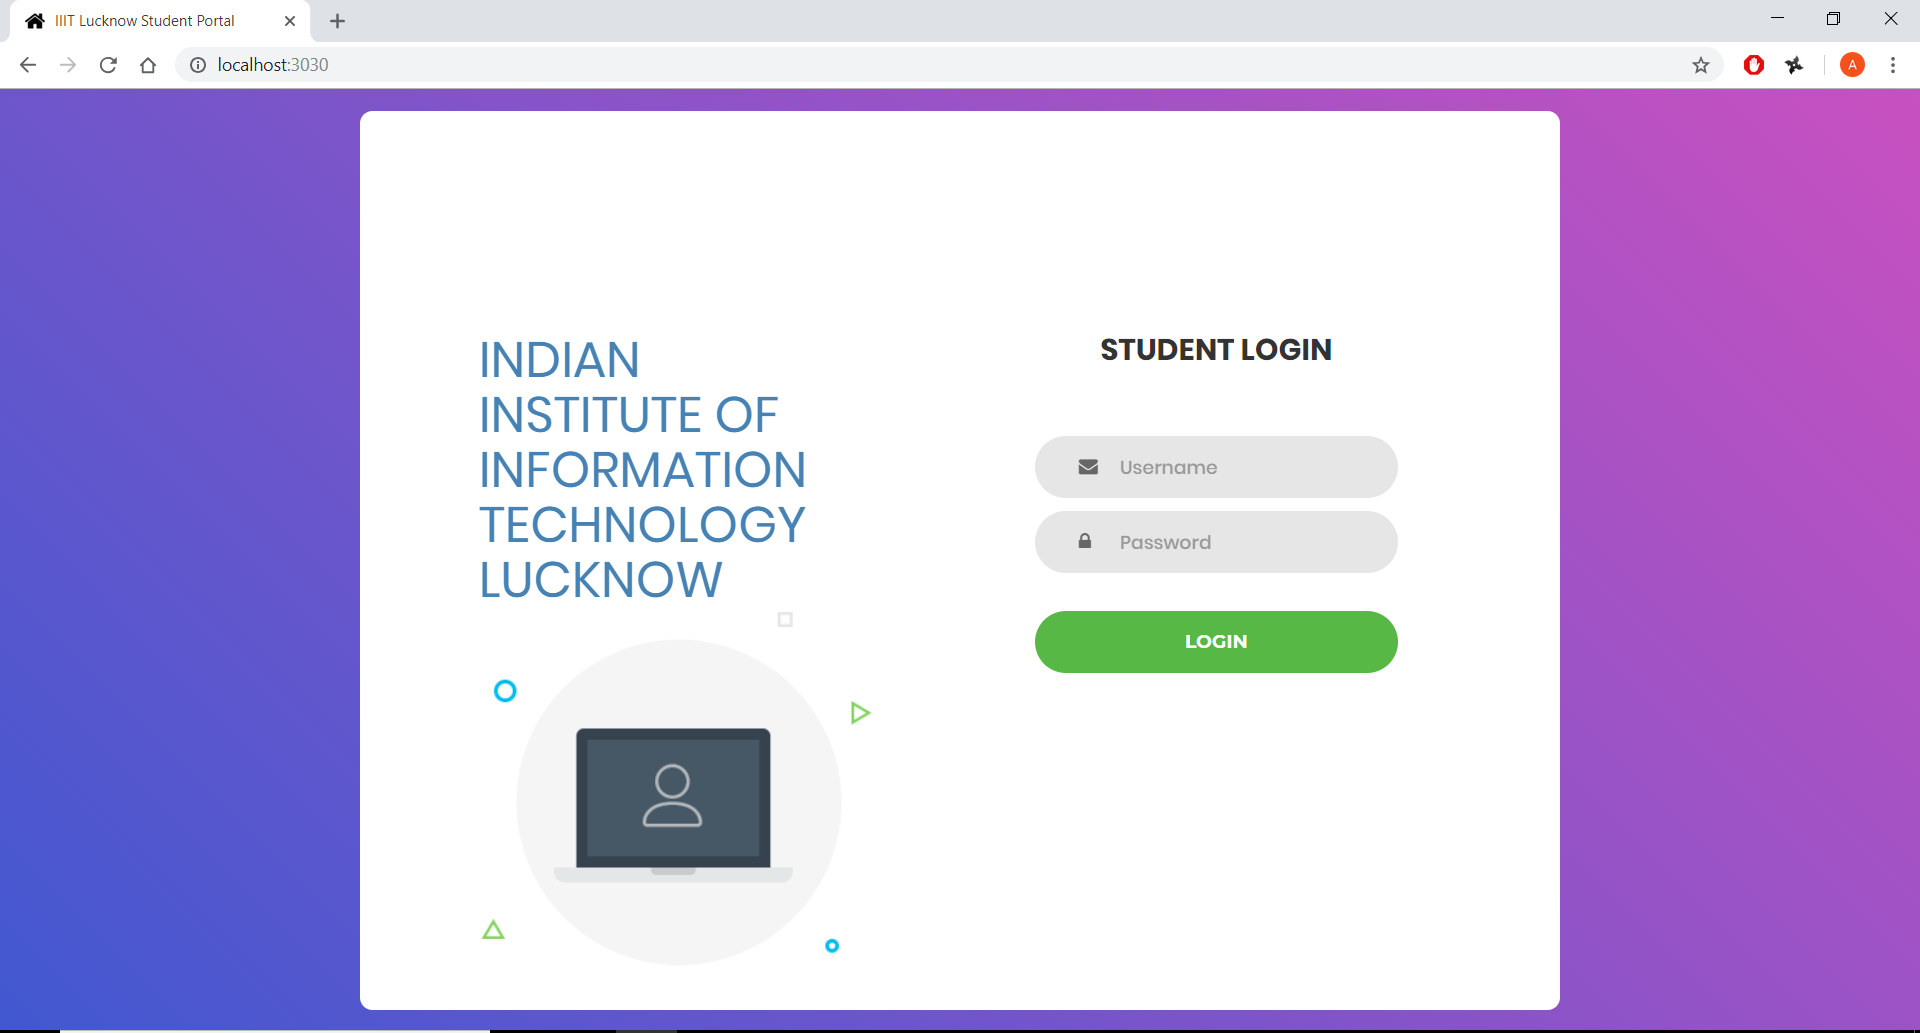 IIIT Lucknow Student Portal
localhost:3030
A
INDIAN
INSTITUTE OF
INFORMATION
TECHNOLOGY
LUCKNOW
STUDENT LOGIN
Username
Password
LOGIN